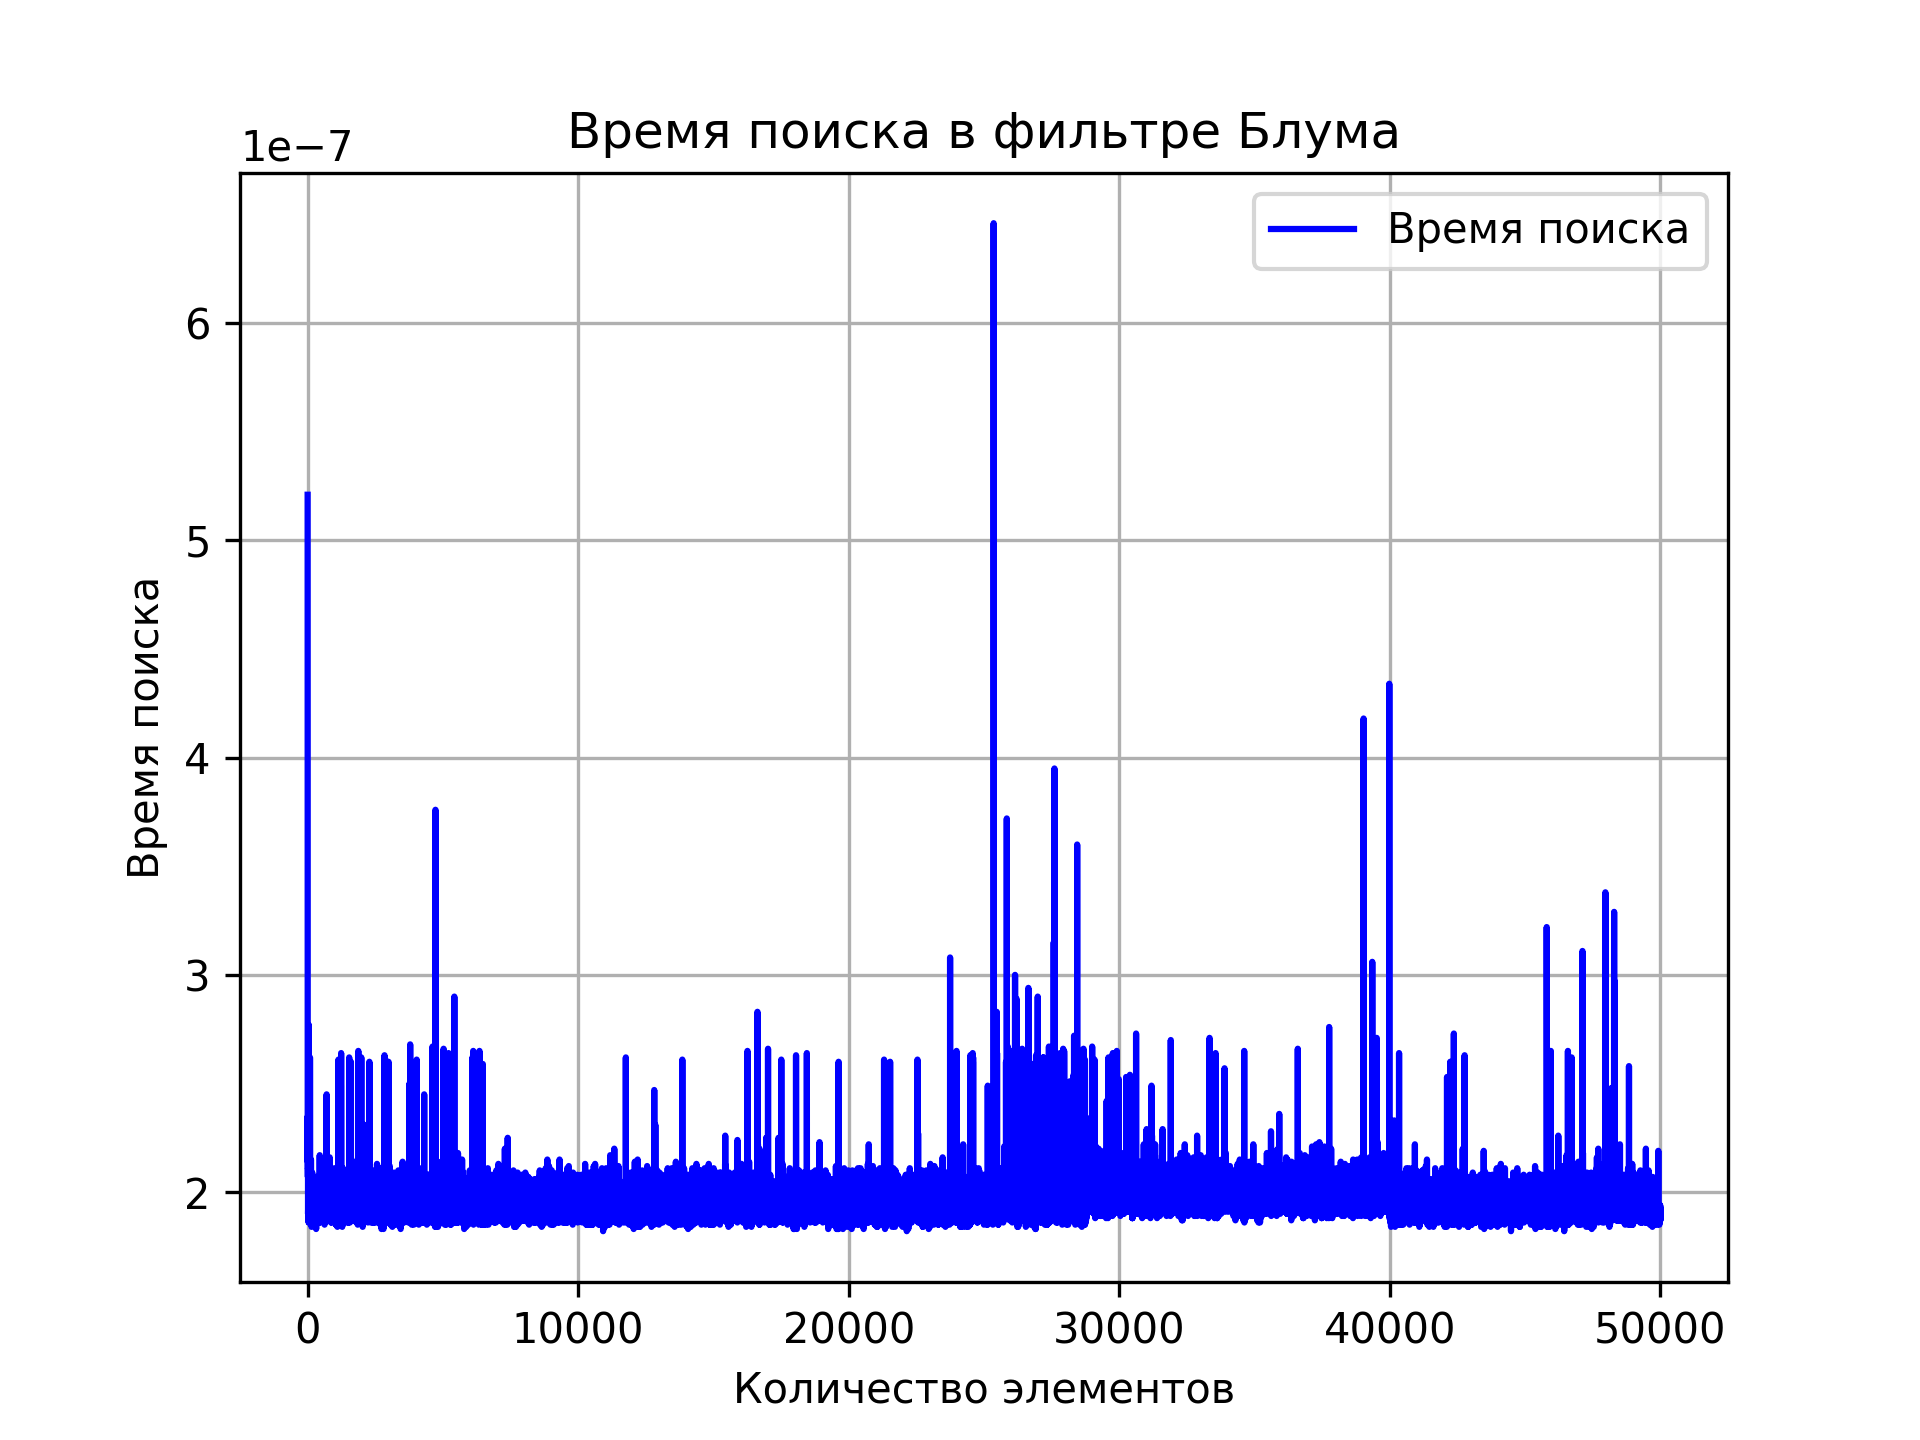 Время поиска в фильтре Блума
1e−7
Время поиска
6
5
4
3
2
Время поиска
0 10000 20000 30000 40000 50000
Количество элементов